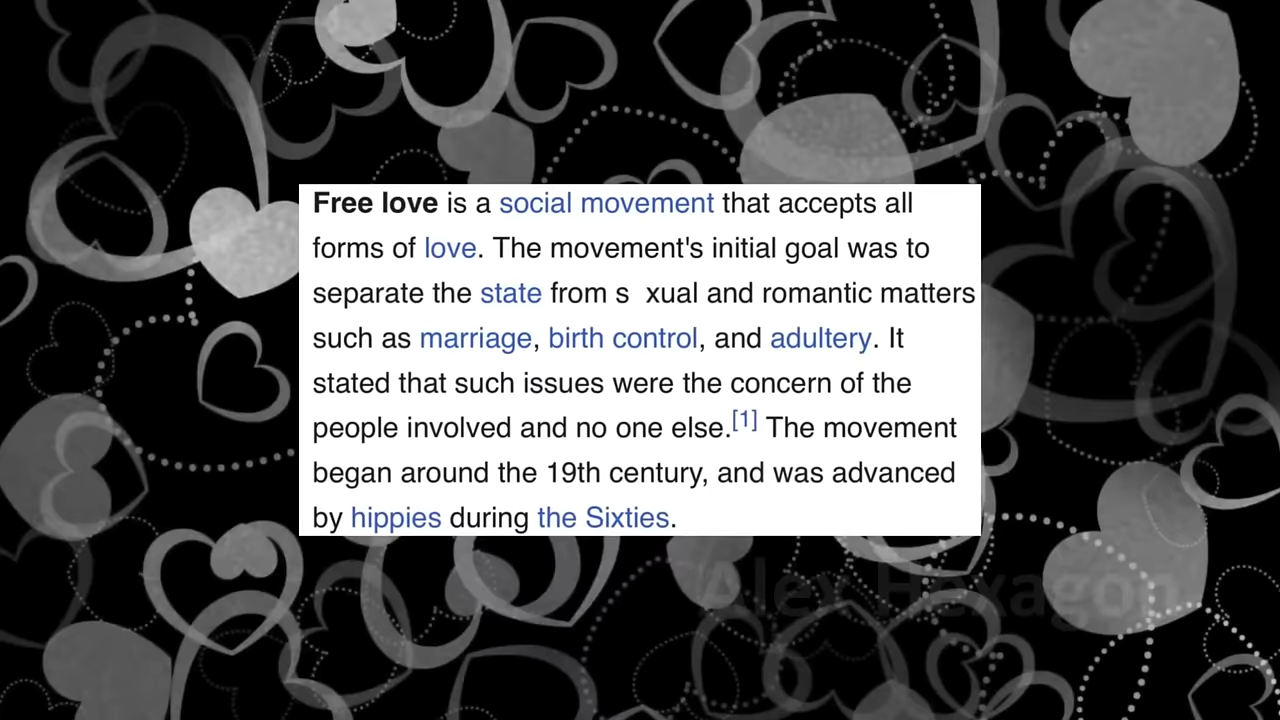 Free love is a social movement that accepts all
forms of love. The movement's initial goal was to
separate the state from s xual and romantic matters
such as marriage, birth control, and adultery. It
stated that such issues were the concern of the
people involved and no one else.[1] The movement
began around the 19th century, and was advanced
by hippies during the Sixties.
Alex Hexagon